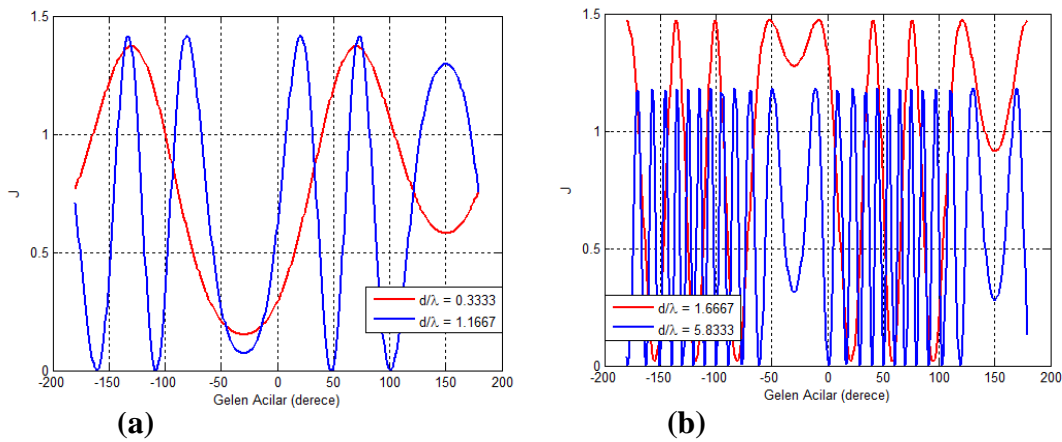 1.5
1
0.5
0
J
d/λ = 0.3333
d/λ = 1.1667
-200 -150 -100 -50 0 50 100 150 200
Gelen Acilar (derece)
(a)
1.5
1
0.5
0
J
d/λ = 1.6667
d/λ = 5.8333
-200 -150 -100 -50 0 50 100 150 200
Gelen Acilar (derece)
(b)